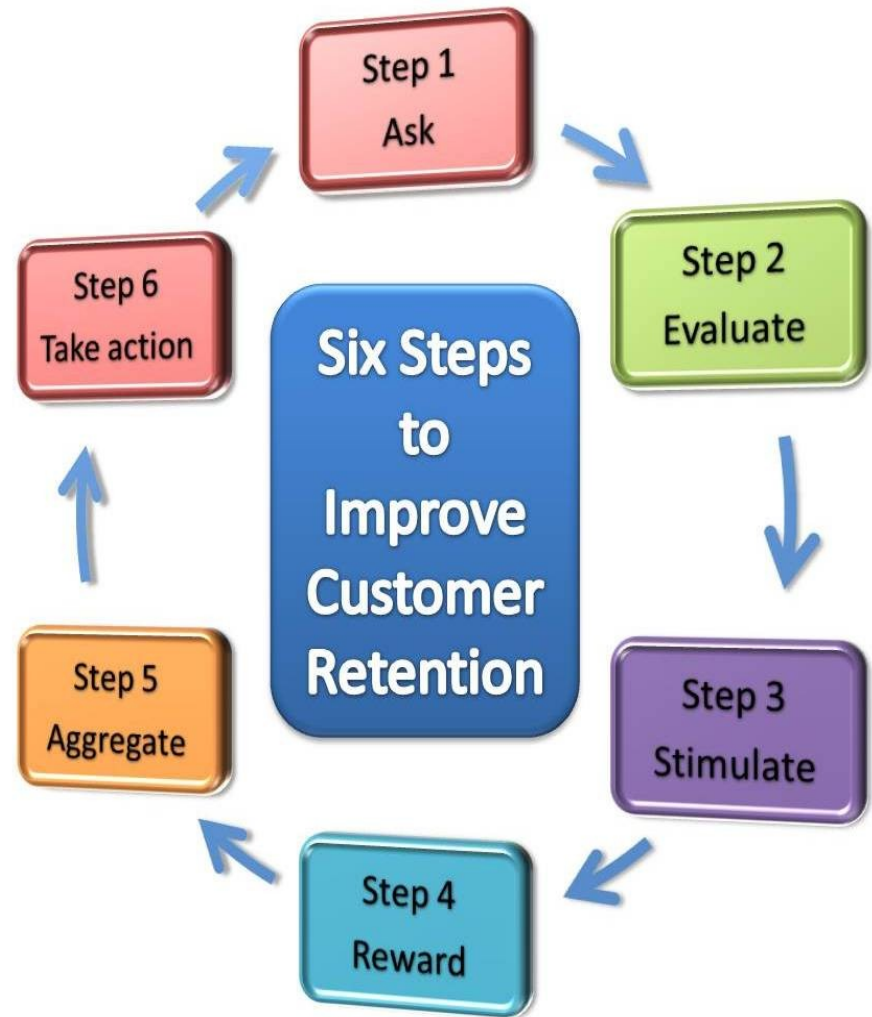 Six Steps
to
Improve
Customer
Retention
Step 1
Ask
Step 2
Evaluate
Step 3
Stimulate
Step 4
Reward
Step 5
Aggregate
Step 6
Take action